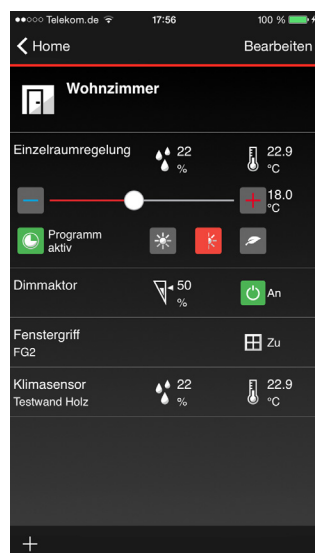 Telekom.de 17:56 100 %
Home Bearbeiten
Wohnzimmer
Einzelraumregelung 22 % 22.9 °C
18.0 °C
Programm aktiv
Dimmaktor 50 % An
Fenstergriff
FG2 Zu
Klimasensor 22 % 22.9 °C
Testwand Holz